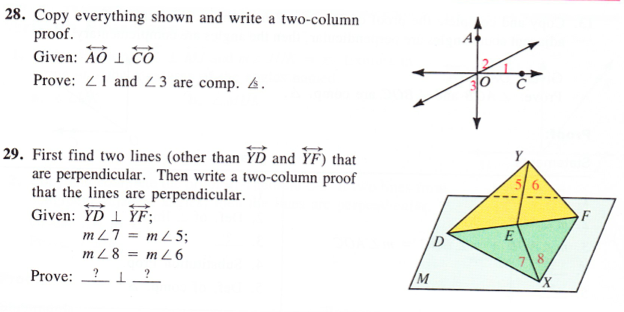 28. Copy everything shown and write a two-column
proof.
Given: AO ⊥ CO
Prove: ∠1 and ∠3 are comp. ∠s.
A
2
1
3
O
C
29. First find two lines (other than YD and YF) that
are perpendicular. Then write a two-column proof
that the lines are perpendicular.
Given: YD ⊥ YF;
m∠7 = m∠5;
m∠8 = m∠6
Prove: ? ⊥ ?
Y
5 6
F
D
E
7 8
M
X